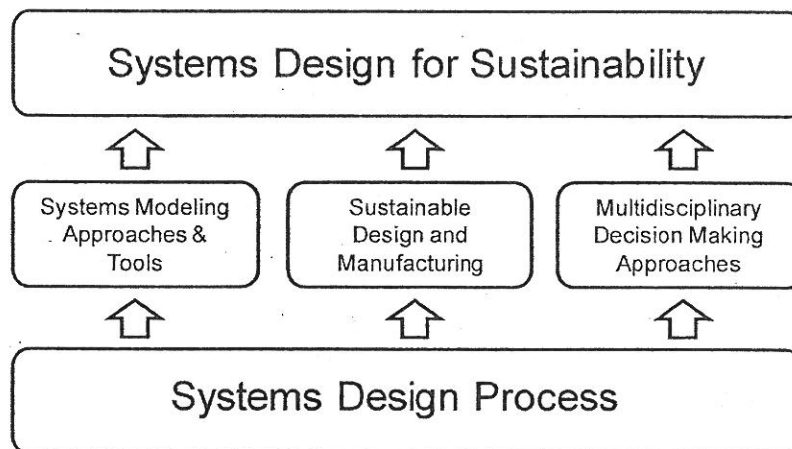 Systems Design for Sustainability
Systems Modeling
Approaches &
Tools
Sustainable
Design and
Manufacturing
Multidisciplinary
Decision Making
Approaches
Systems Design Process